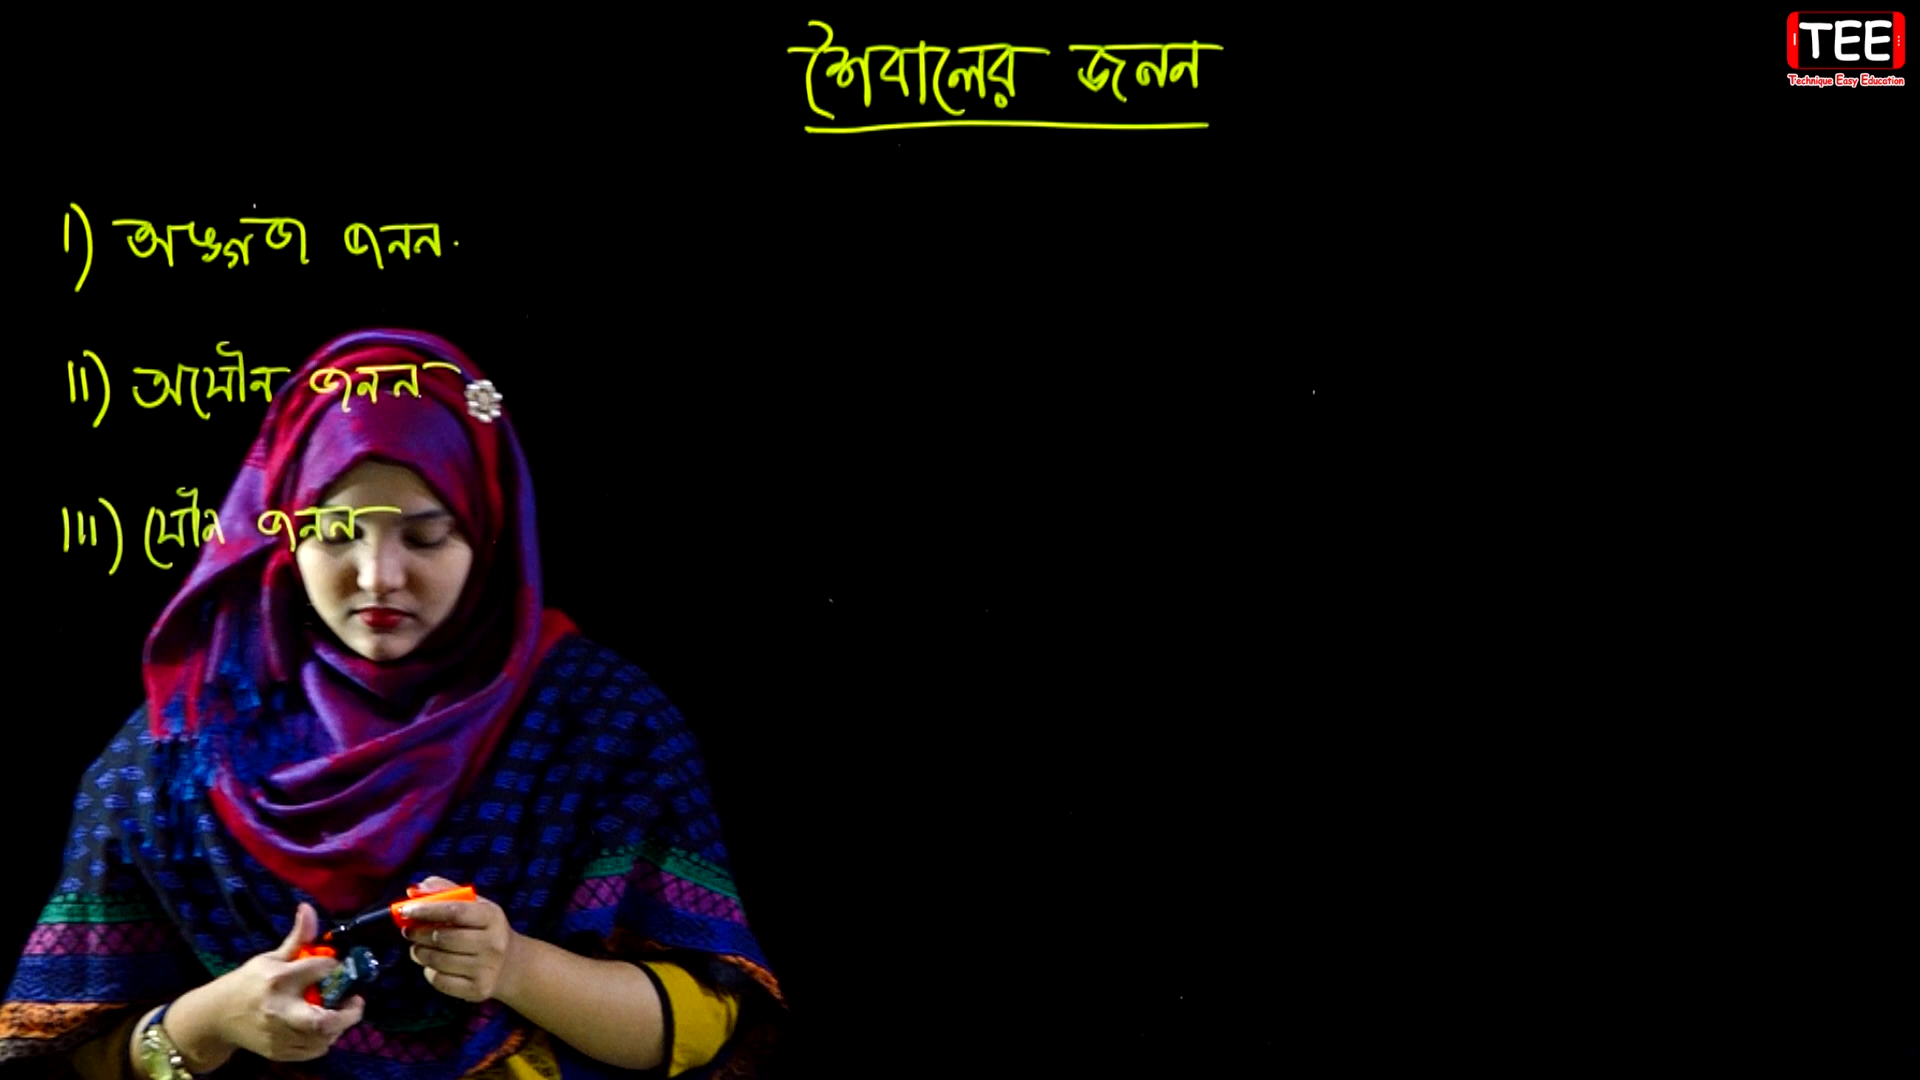 শৈবালের জনন
TEE
Technique Easy Education
I) অঙ্গজ জনন.
II) অযৌন জনন
III) যৌন জনন